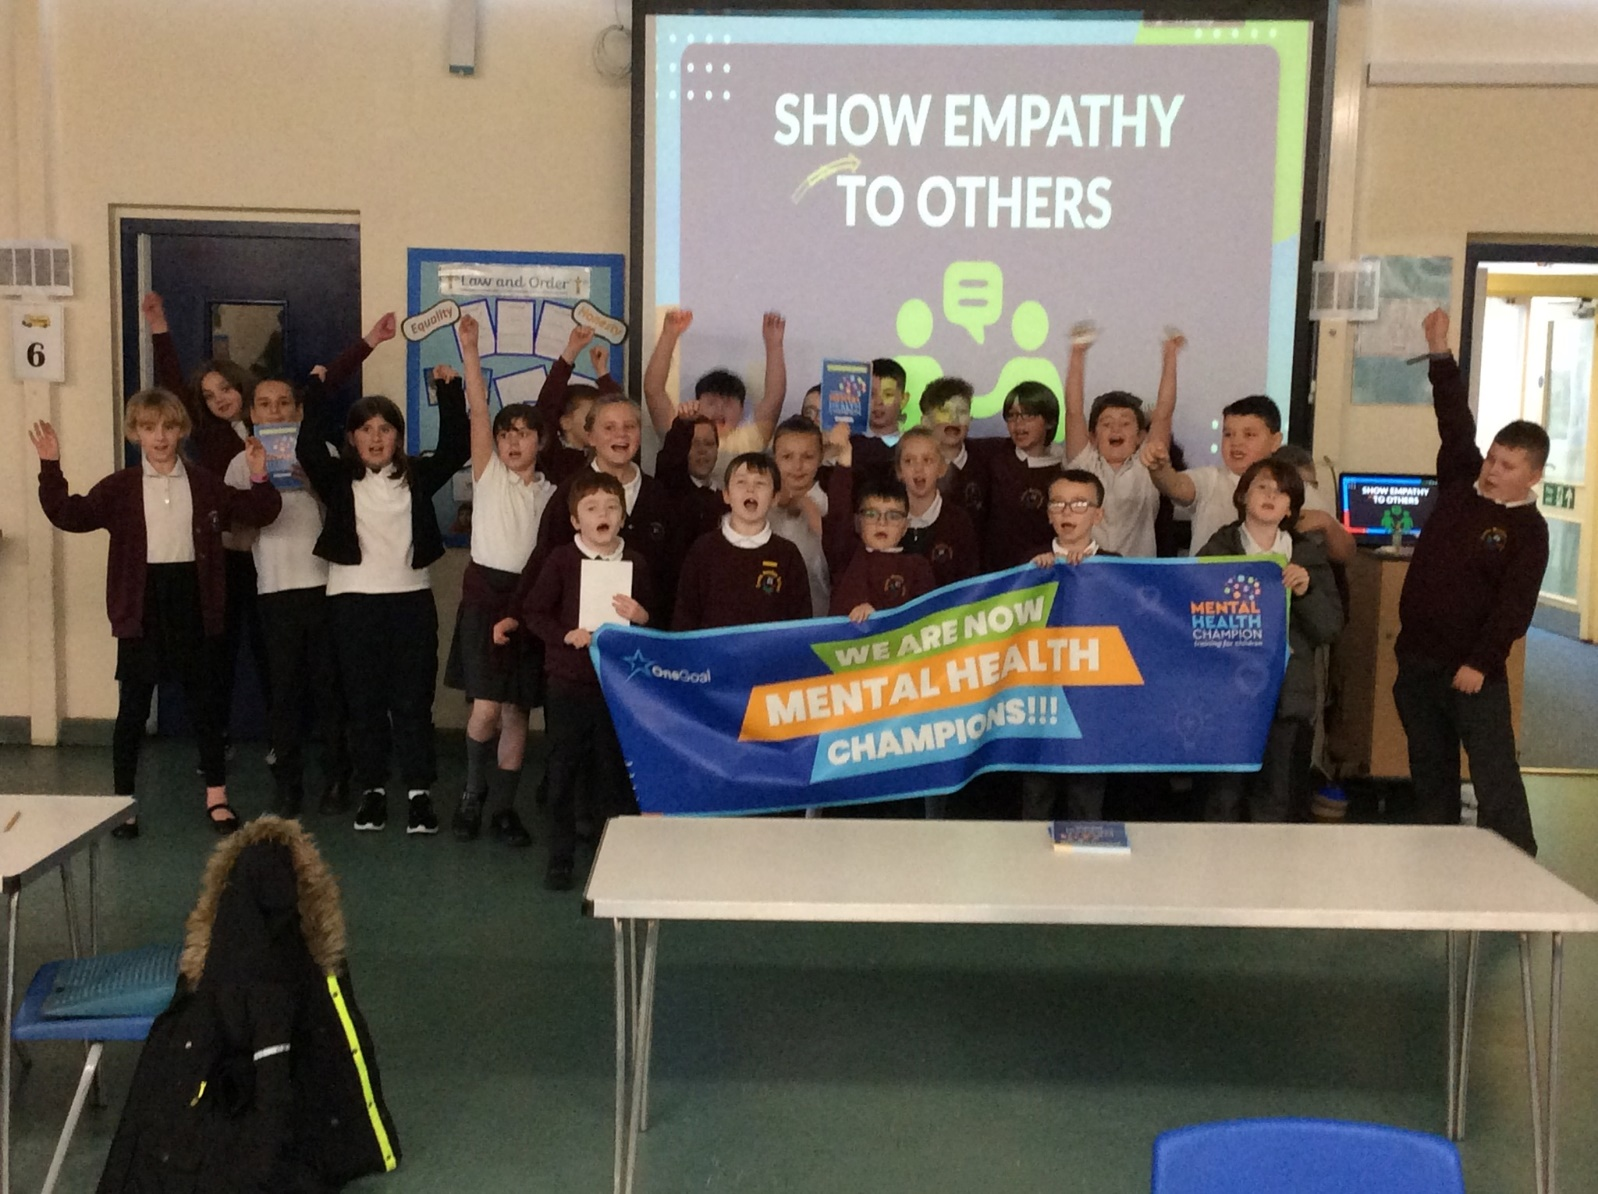 SHOW EMPATHY
TO OTHERS
Law and Order
Equality
Honesty
6
SHOW EMPATHY
TO OTHERS
WE ARE NOW
MENTAL HEALTH
CHAMPIONS!!!
OneGoal
MENTAL
HEALTH
CHAMPION
training for children